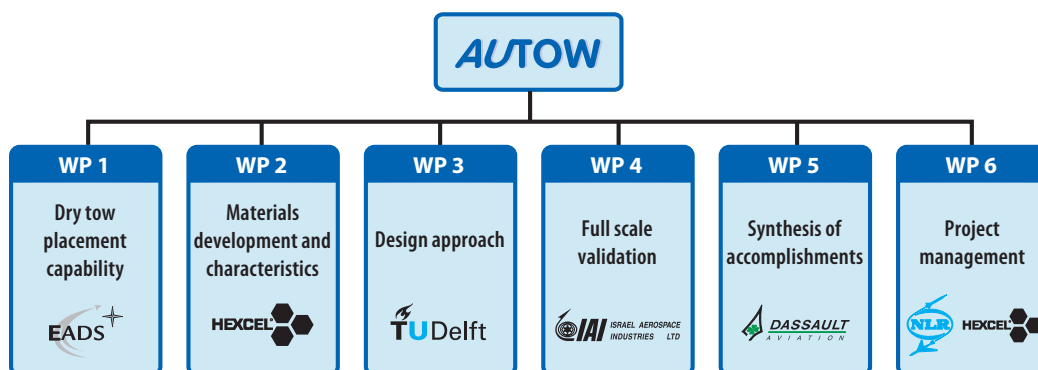 AUTOW
WP 1
Dry tow
placement
capability
EADS
WP 2
Materials
development and
characteristics
HEXCEL®
WP 3
Design approach
TUDelft
WP 4
Full scale
validation
IAI ISRAEL AEROSPACE
INDUSTRIES LTD
WP 5
Synthesis of
accomplishments
DASSAULT
AVIATION
WP 6
Project
management
NLR HEXCEL®